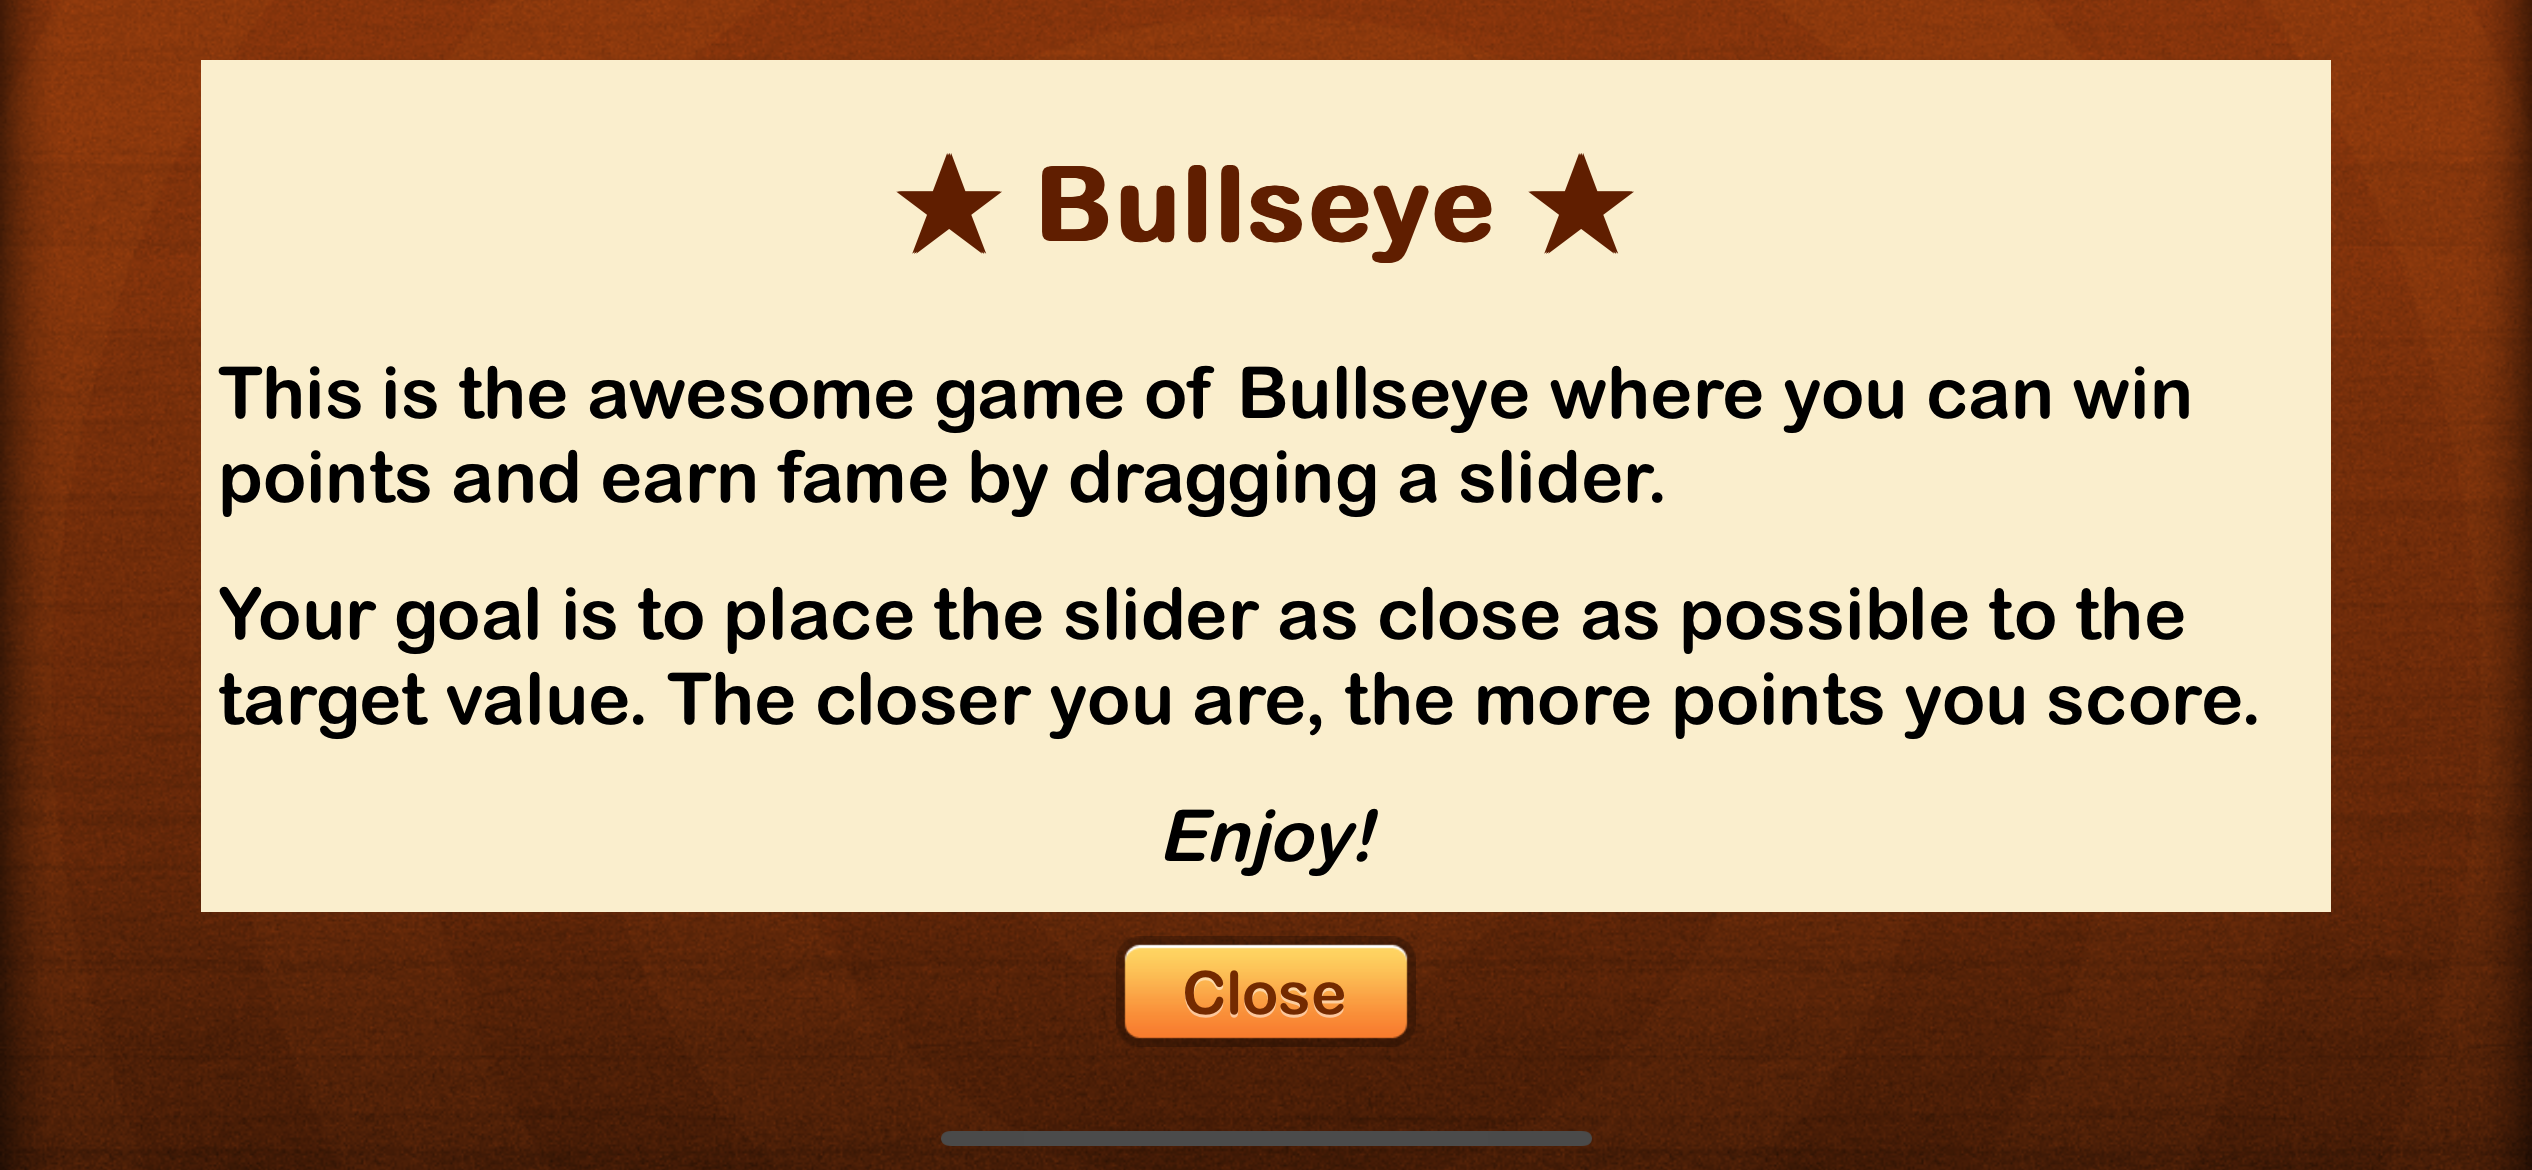 ★ Bullseye ★
This is the awesome game of Bullseye where you can win
points and earn fame by dragging a slider.
Your goal is to place the slider as close as possible to the
target value. The closer you are, the more points you score.
Enjoy!
Close